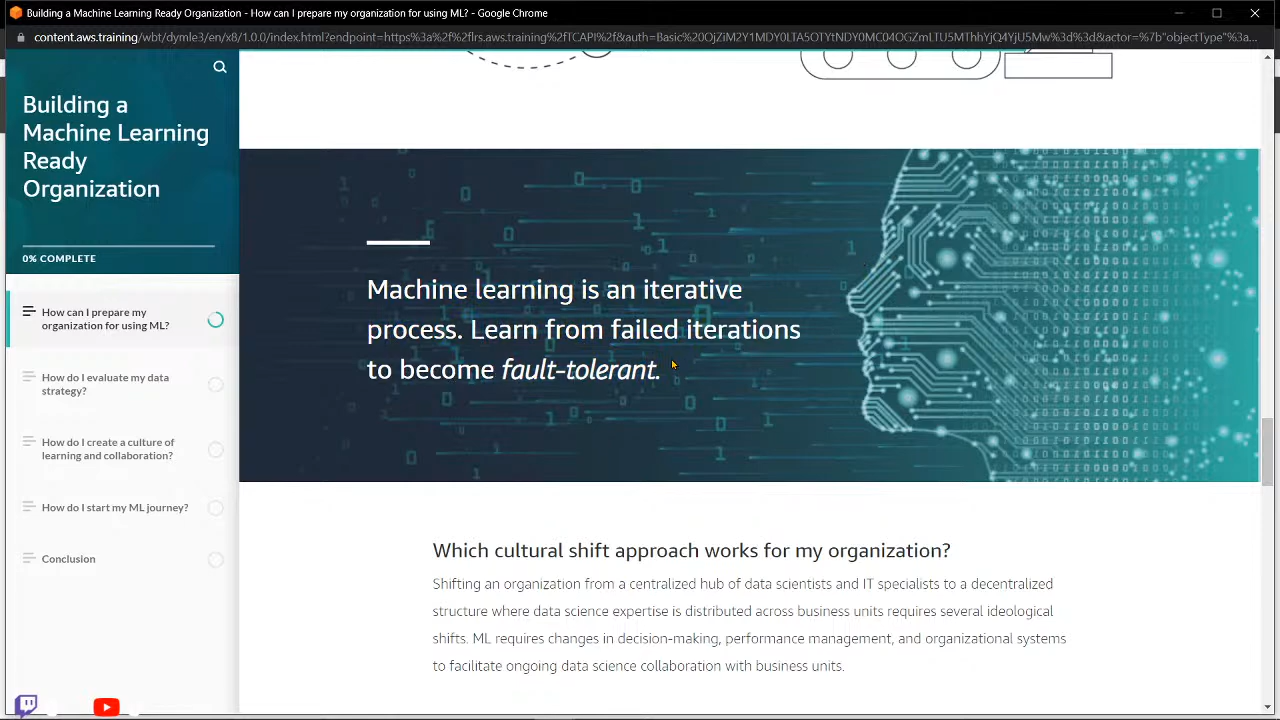 Building a Machine Learning Ready Organization - How can I prepare my organization for using ML? - Google Chrome
content.aws.training/wbt/dymle3/en/x8/1.0.0/index.html?endpoint=https%3a%2f%2flrs.aws.training%2fTCAPI%2f&auth=Basic%20OjZiM2Y1MDY0LTA5OTYtNDY0MC04OGZmLTU5MThhYjQ4YjU5Mw%3d%3d&actor=%7b"objectType"%3a...
Building a
Machine Learning
Ready
Organization
0% COMPLETE
How can I prepare my
organization for using ML?
How do I evaluate my data
strategy?
How do I create a culture of
learning and collaboration?
How do I start my ML journey?
Conclusion
Machine learning is an iterative
process. Learn from failed iterations
to become fault-tolerant.
Which cultural shift approach works for my organization?
Shifting an organization from a centralized hub of data scientists and IT specialists to a decentralized
structure where data science expertise is distributed across business units requires several ideological
shifts. ML requires changes in decision-making, performance management, and organizational systems
to facilitate ongoing data science collaboration with business units.